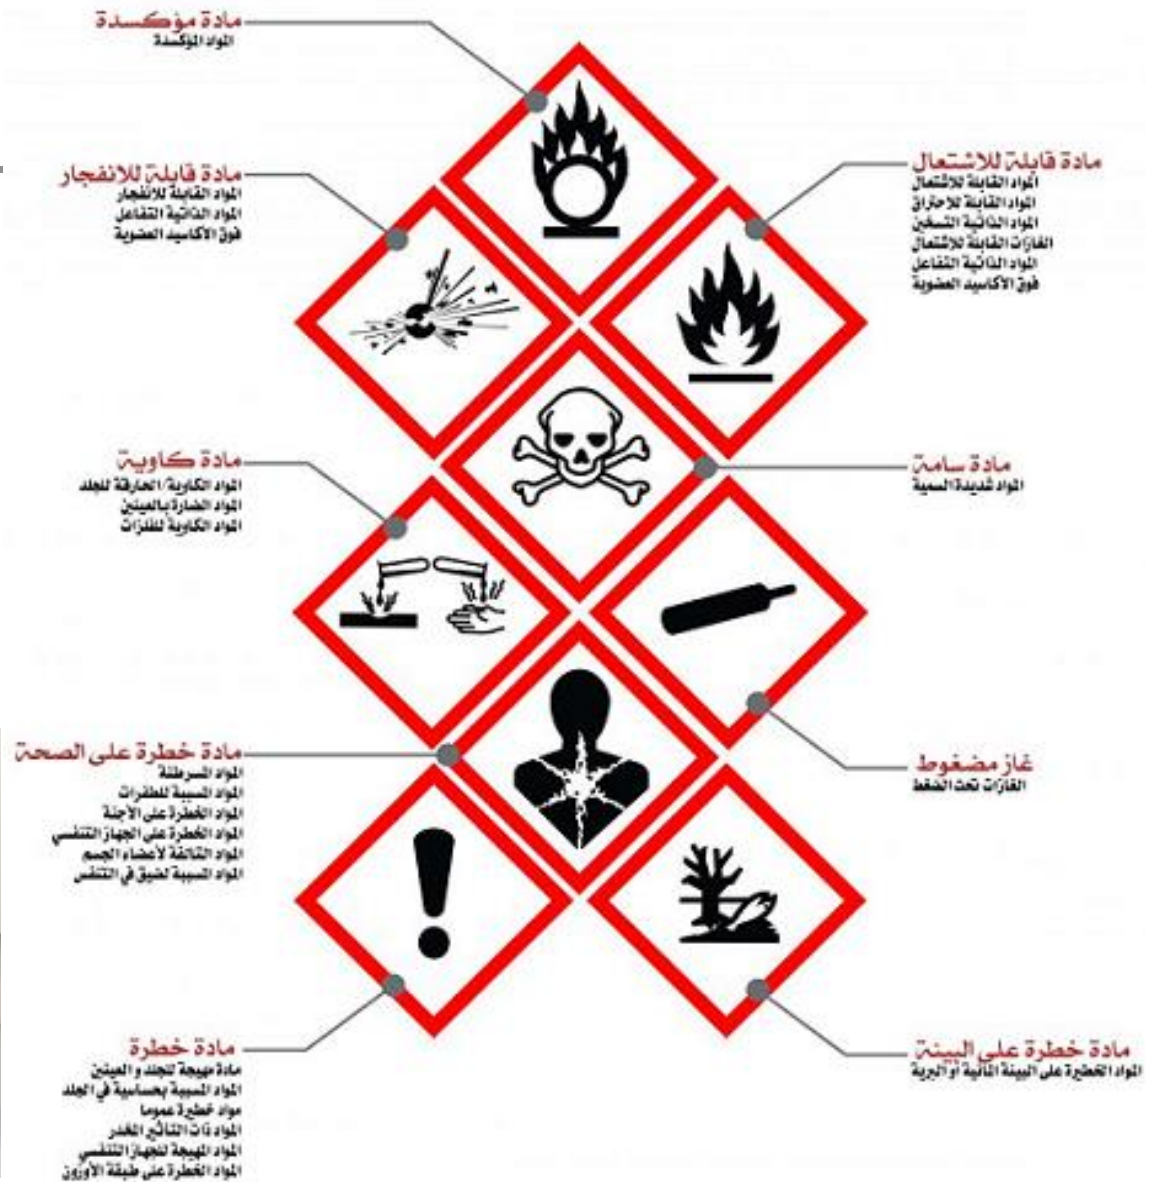 مادة مؤكسدة
المواد المؤكسدة
مادة قابلة للاشتعال
المواد القابلة للاشتعال
المواد القابلة للاحتراق
المواد الذاتية التسخين
الغازات القابلة للاشتعال
المواد الذاتية التفاعل
فوق الأكاسيد العضوية
مادة قابلة للانفجار
المواد القابلة للانفجار
المواد الذاتية التفاعل
فوق الأكاسيد العضوية
مادة سامة
المواد شديدة السمية
مادة كاوية
المواد الكاوية/الحارقة للجلد
المواد الضارة بالعينين
المواد الكاوية للفلزات
غاز مضغوط
الغازات تحت الضغط
مادة خطرة على الصحة
المواد المسرطنة
المواد المسببة للطفرات
المواد الخطرة على الأجنة
المواد الخطرة على الجهاز التنفسي
المواد التالفة لأعضاء الجسم
المواد المسببة لضيق في التنفس
مادة خطرة على البيئة
المواد الخطيرة على البيئة المائية أو البرية
مادة خطرة
مادة مهيجة للجلد و العينين
المواد المسببة بحساسية في الجلد
مواد خطيرة عموما
المواد ذات التاثير المخدر
المواد المهيجة للجهاز التنفسي
المواد الخطرة على طبقة الأوزون